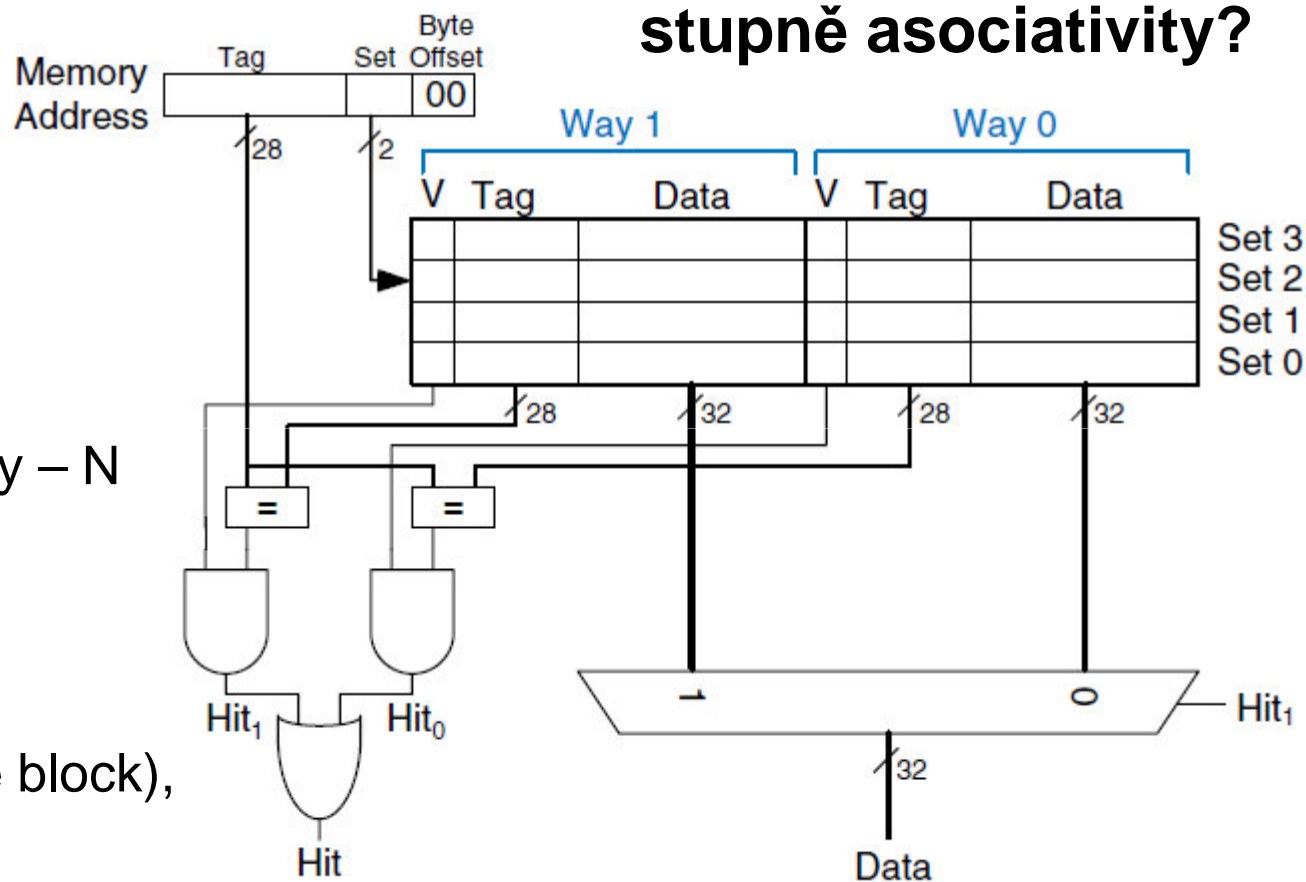 stupně asociativity?
Byte
Tag Set Offset
Memory
Address
00
28 2
Way 1 Way 0
V Tag Data V Tag Data
Set 3
Set 2
Set 1
Set 0
28 32 28 32
y – N
= =
1 0
Hit1 Hit0 Hit1
e block),
32
Hit Data